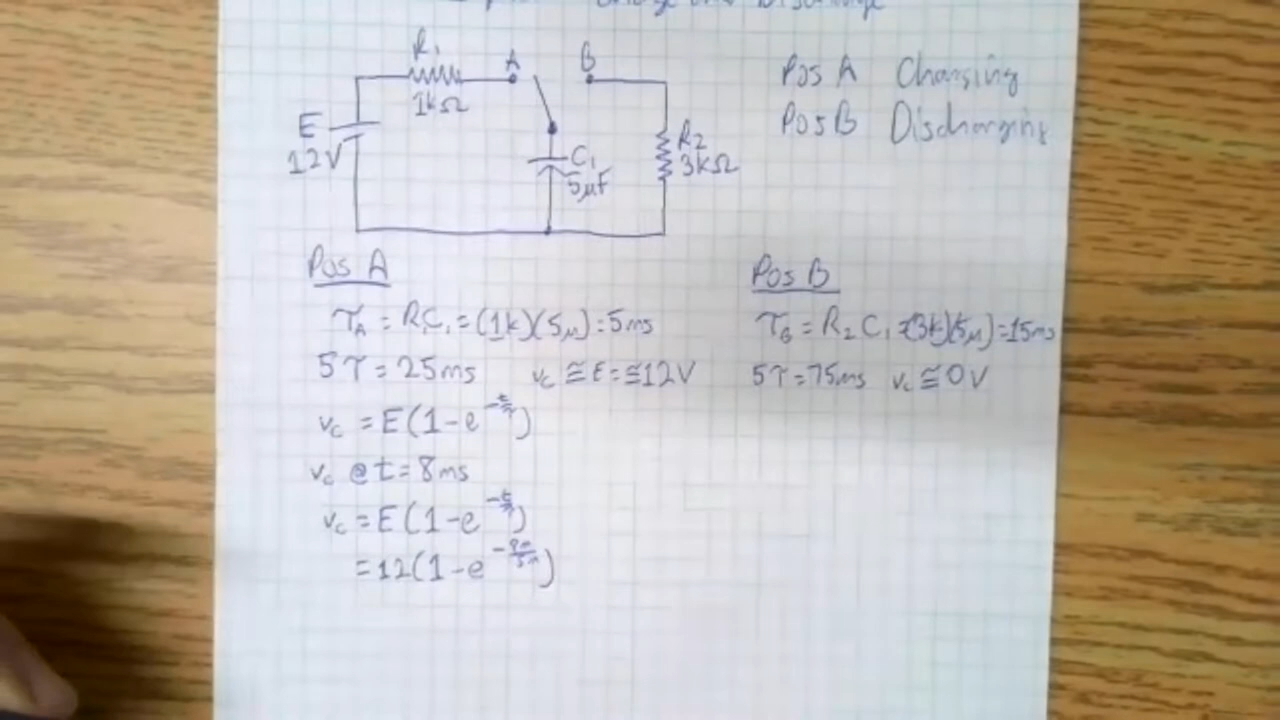 R₁
A
B
1kΩ
E
12V
C₁
5μF
R2
3kΩ
Pos A Charging
Pos B Discharging
Pos A
τA = RC₁ = (1k)(5μ) = 5ms
5τ = 25ms vc ≅ E = ≅12V
vc = E(1-e^-t/τ)
vc @ t = 8ms
vc = E(1-e^-t/τ)
= 12(1-e^-8m/5m)
Pos B
τB = R₂C₁ = (3k)(5μ) = 15ms
5τ = 75ms vc ≅ 0V